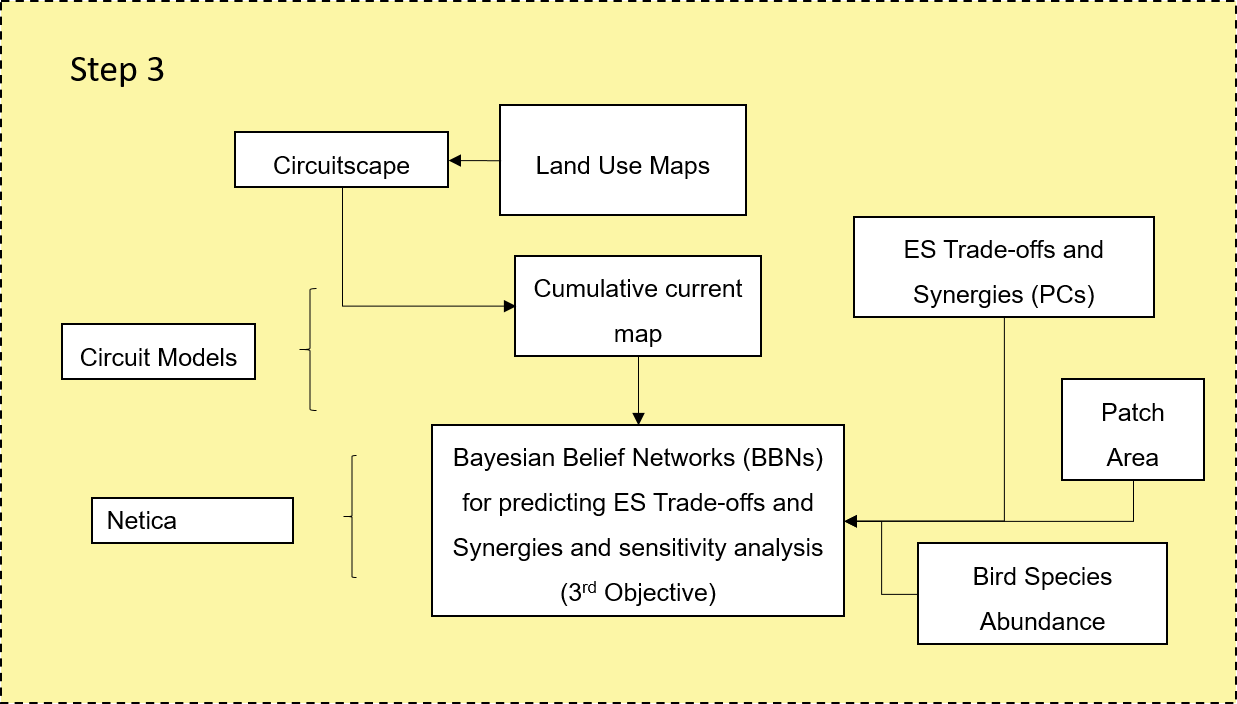 Step 3
Circuitscape
Land Use Maps
ES Trade-offs and
Synergies (PCs)
Cumulative current
map
Circuit Models
Patch
Area
Bayesian Belief Networks (BBNs)
for predicting ES Trade-offs and
Synergies and sensitivity analysis
(3rd Objective)
Netica
Bird Species
Abundance